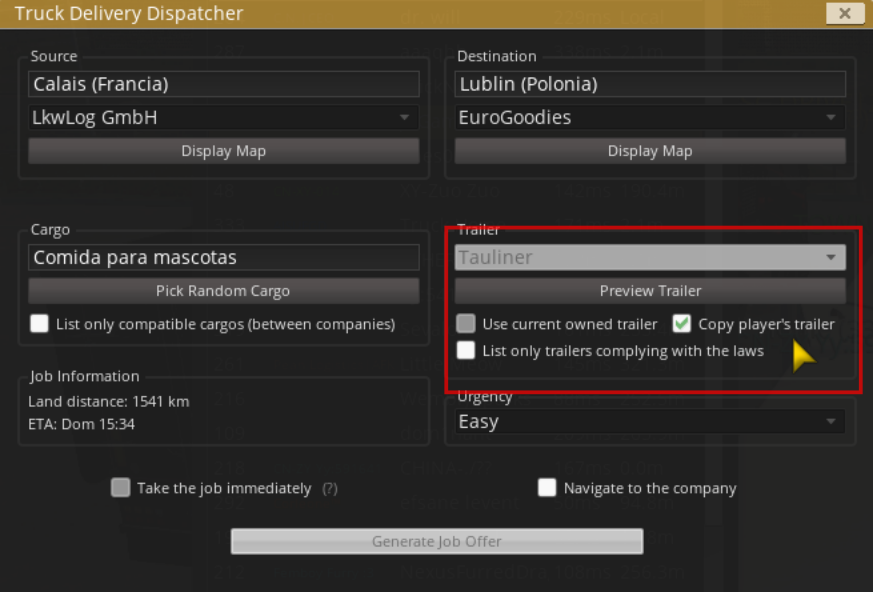 Truck Delivery Dispatcher
Source
Calais (Francia)
LkwLog GmbH
Display Map
Destination
Lublin (Polonia)
EuroGoodies
Display Map
Cargo
Comida para mascotas
Pick Random Cargo
List only compatible cargos (between companies)
Trailer
Tauliner
Preview Trailer
Use current owned trailer
Copy player's trailer
List only trailers complying with the laws
Job Information
Land distance: 1541 km
ETA: Dom 15:34
Urgency
Easy
Take the job immediately (?)
Navigate to the company
Generate Job Offer